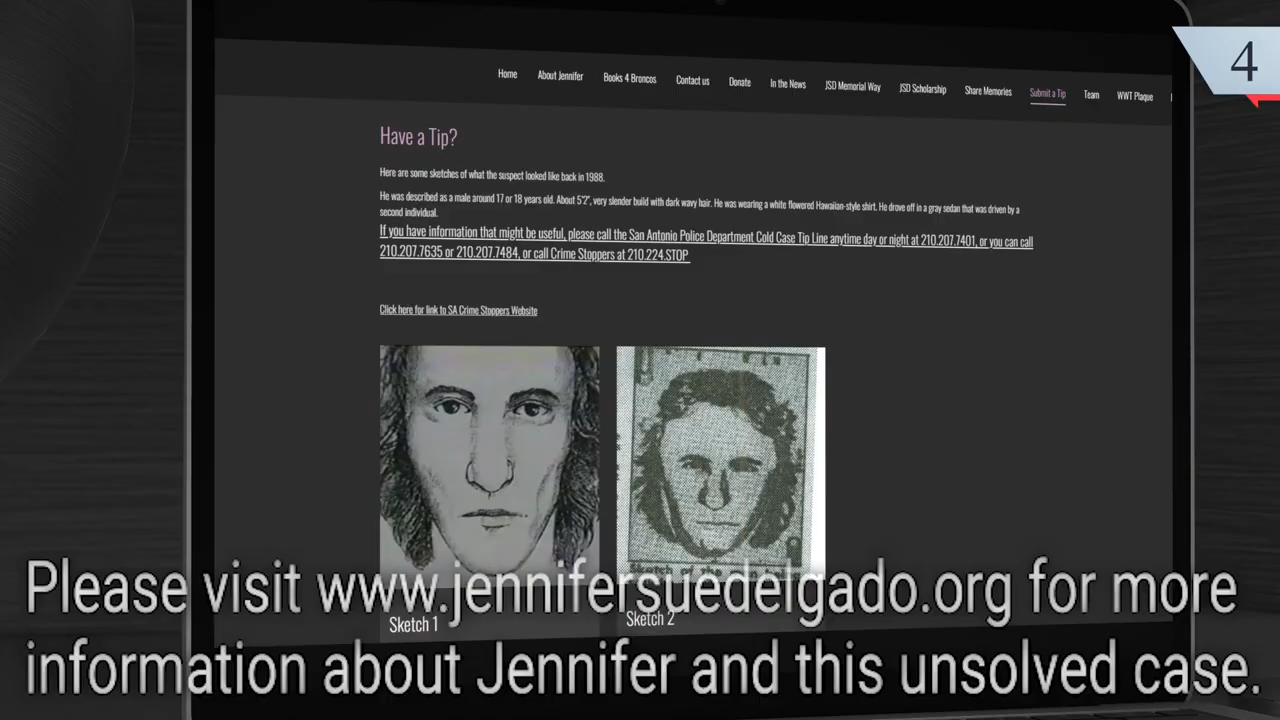 4
Home About Jennifer Books 4 Broncos Contact us Donate In the News JSD Memorial Way JSD Scholarship Share Memories Submit a Tip Team WWT Plaque
Have a Tip?
Here are some sketches of what the suspect looked like back in 1988.
He was described as a male around 17 or 18 years old. About 5'2", very slender build with dark wavy hair. He was wearing a white flowered Hawaiian-style shirt. He drove off in a gray sedan that was driven by a
second individual.
If you have information that might be useful, please call the San Antonio Police Department Cold Case Tip Line anytime day or night at 210.207.7401, or you can call
210.207.7635 or 210.207.7484, or call Crime Stoppers at 210.224.STOP
Click here for link to SA Crime Stoppers Website
Sketch of the
Sketch 1
Sketch 2
Please visit www.jennifersuedelgado.org for more
information about Jennifer and this unsolved case.